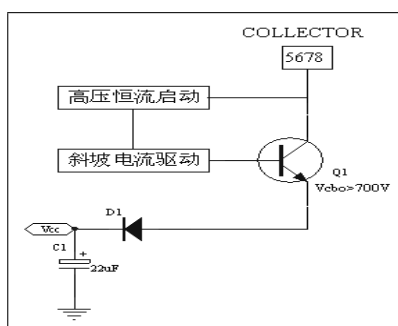 COLLECTOR
5678
高压恒流启动
斜坡电流驱动
Q1
Vcbo>700V
D1
Vcc
C1
+
22uF